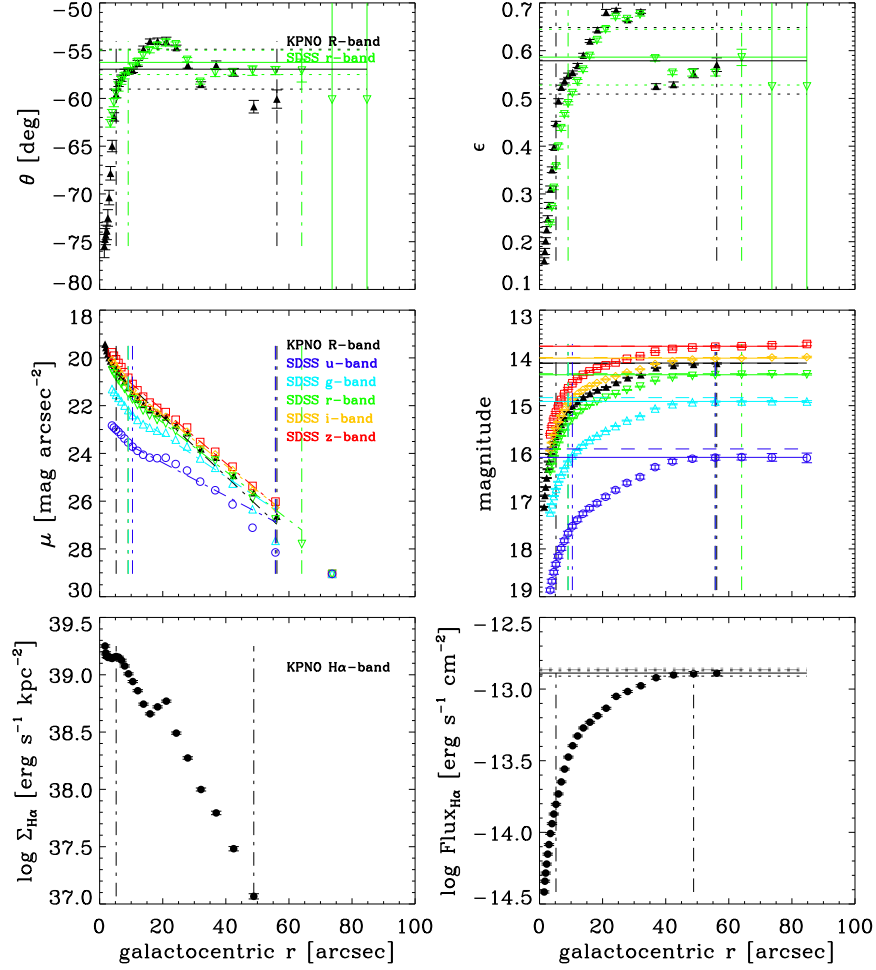 −50
−55
−60
−65
−70
−75
−80
θ [deg]
KPNO R-band
SDSS r-band
0.7
0.6
0.5
0.4
0.3
0.2
0.1
ϵ
18
20
22
24
26
28
30
μ [mag arcsec−2]
KPNO R-band
SDSS u-band
SDSS g-band
SDSS r-band
SDSS i-band
SDSS z-band
13
14
15
16
17
18
19
magnitude
39.5
39.0
38.5
38.0
37.5
37.0
log ΣHα [erg s−1 kpc−2]
KPNO Hα-band
0 20 40 60 80 100
galactocentric r [arcsec]
−12.5
−13.0
−13.5
−14.0
−14.5
log FluxHα [erg s−1 cm−2]
0 20 40 60 80 100
galactocentric r [arcsec]